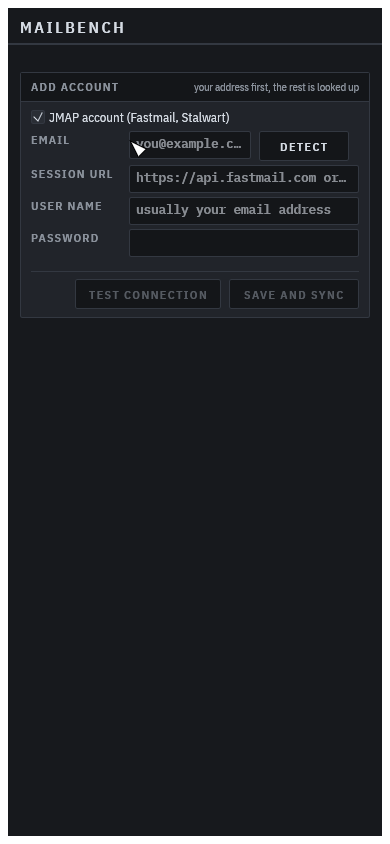 MAILBENCH
ADD ACCOUNT your address first, the rest is looked up
JMAP account (Fastmail, Stalwart)
EMAIL you@example.c… DETECT
SESSION URL https://api.fastmail.com or…
USER NAME usually your email address
PASSWORD
TEST CONNECTION SAVE AND SYNC